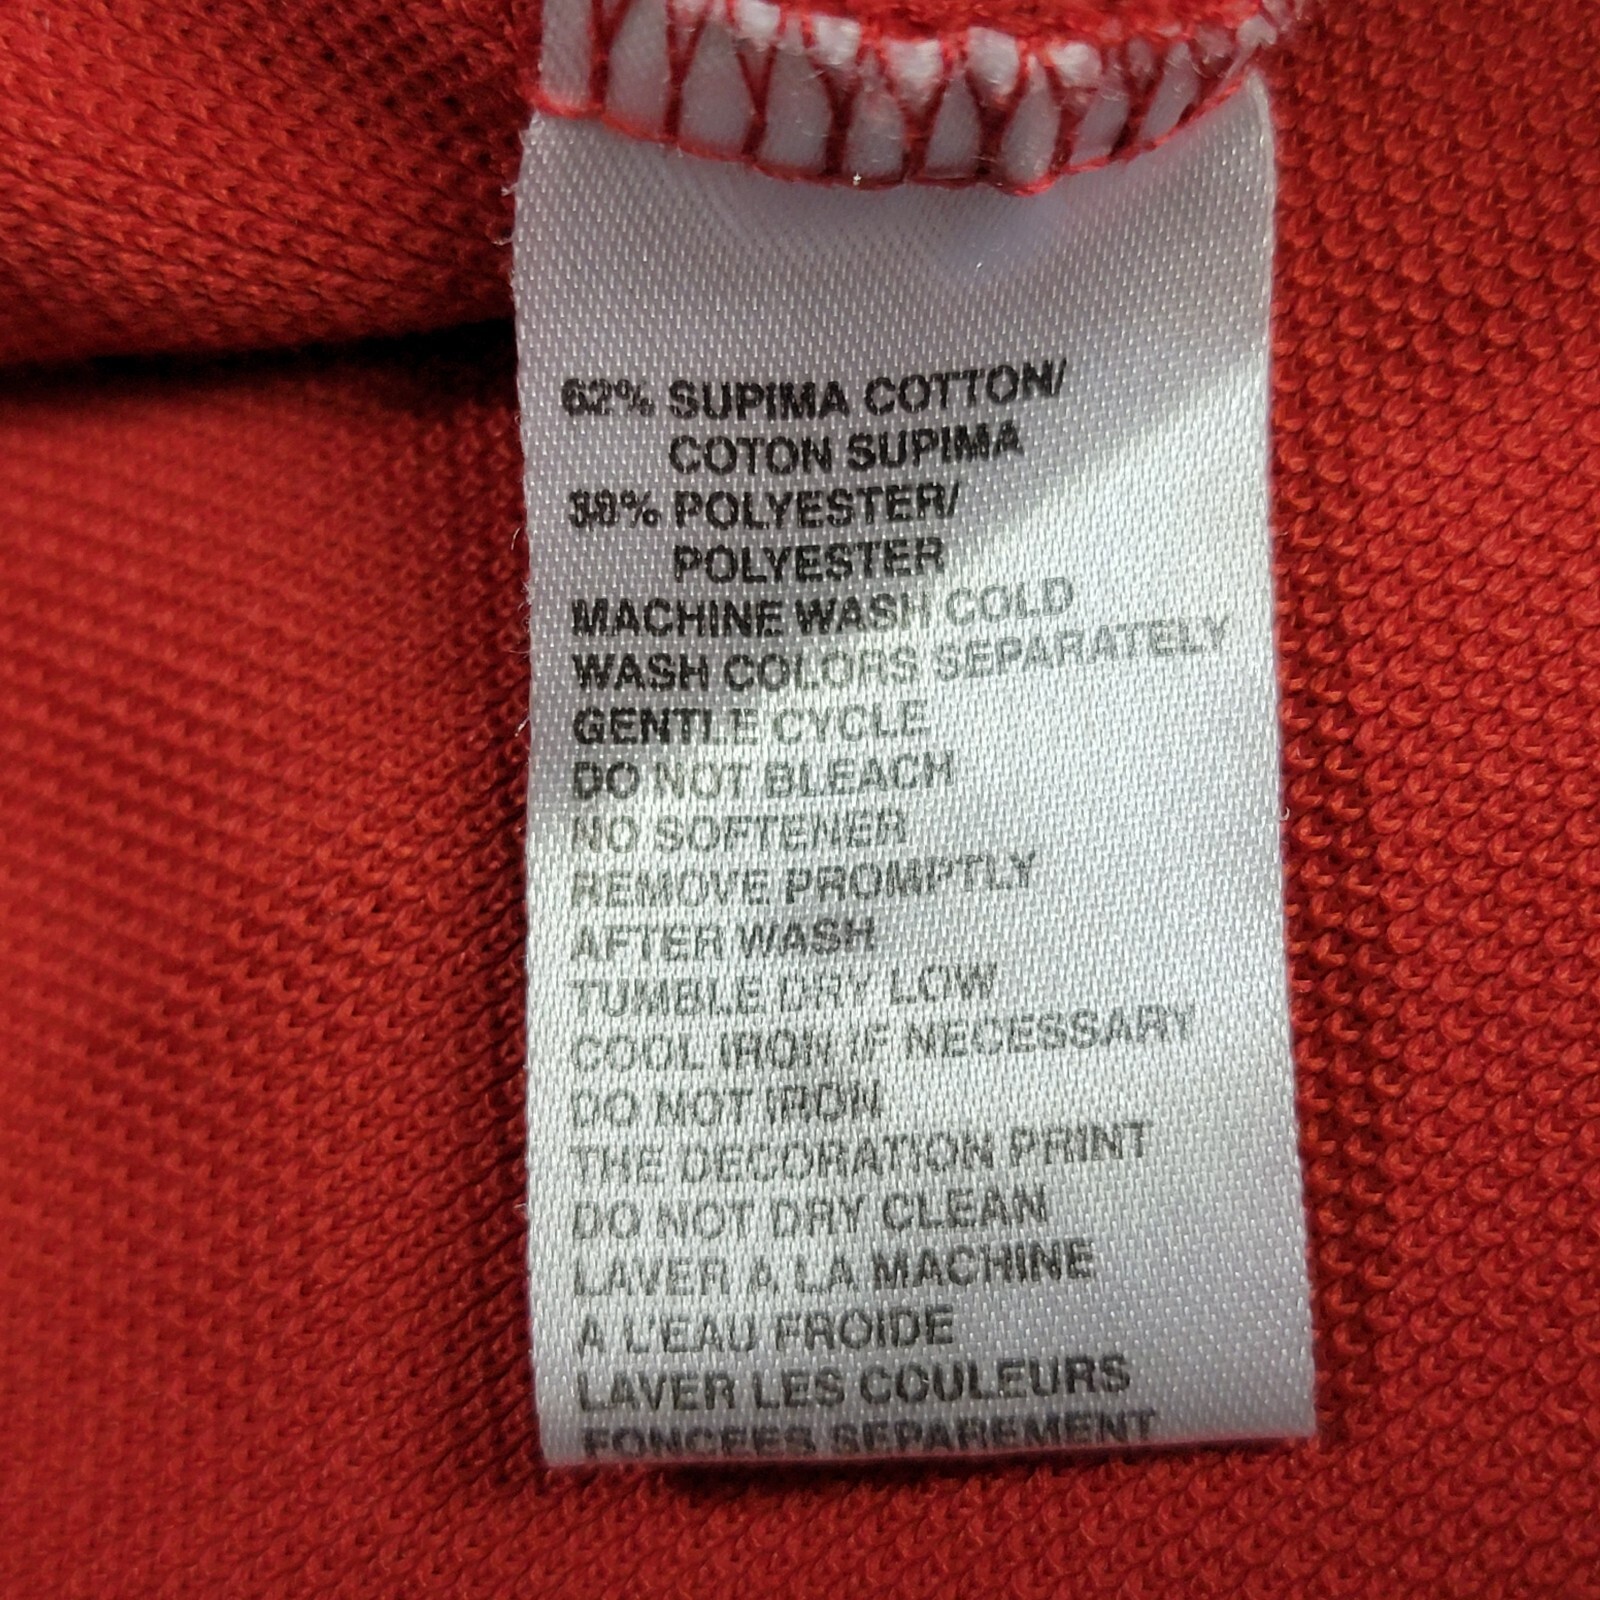 62% SUPIMA COTTON/
COTON SUPIMA
38% POLYESTER/
POLYESTER
MACHINE WASH COLD
WASH COLORS SEPARATELY
GENTLE CYCLE
DO NOT BLEACH
NO SOFTENER
REMOVE PROMPTLY
AFTER WASH
TUMBLE DRY LOW
COOL IRON IF NECESSARY
DO NOT IRON
THE DECORATION PRINT
DO NOT DRY CLEAN
LAVER A LA MACHINE
A L'EAU FROIDE
LAVER LES COULEURS
FONCEES SEPAREMENT